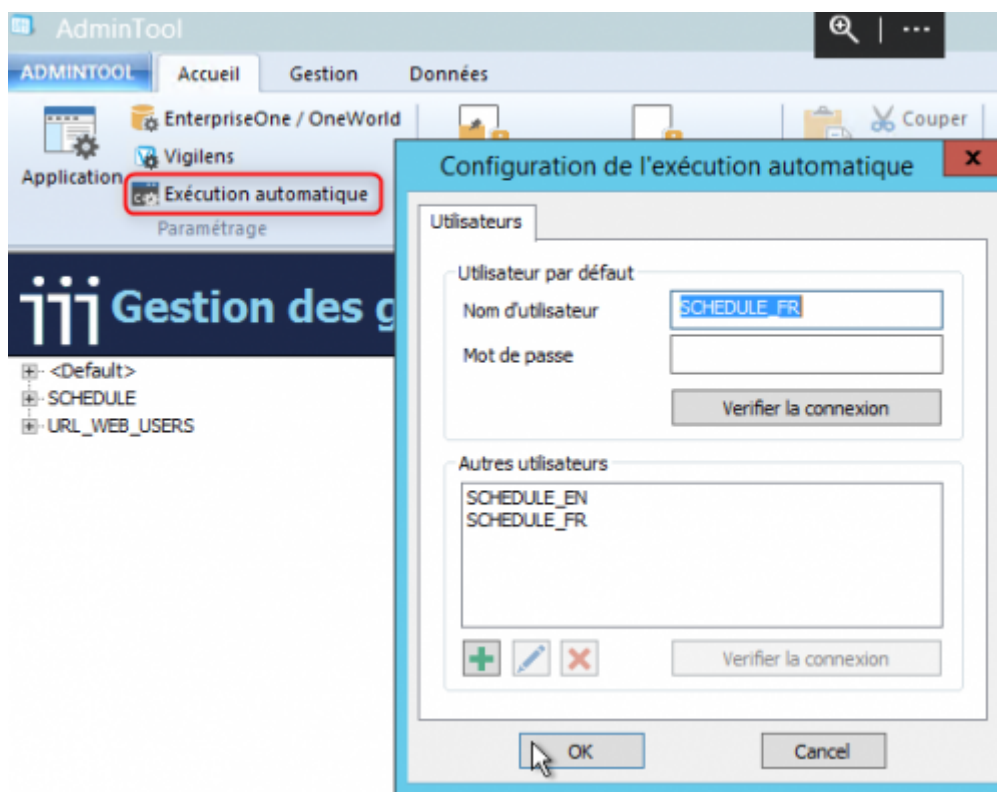 AdminTool
ADMINTOOL Accueil Gestion Données
EnterpriseOne / OneWorld
Vigilens
Application
Exécution automatique
Paramétrage
Couper
Gestion des g
<Default>
SCHEDULE
URL_WEB_USERS
Configuration de l'exécution automatique
Utilisateurs
Utilisateur par défaut
Nom d'utilisateur SCHEDULE_FR
Mot de passe
Verifier la connexion
Autres utilisateurs
SCHEDULE_EN
SCHEDULE_FR
Verifier la connexion
OK Cancel